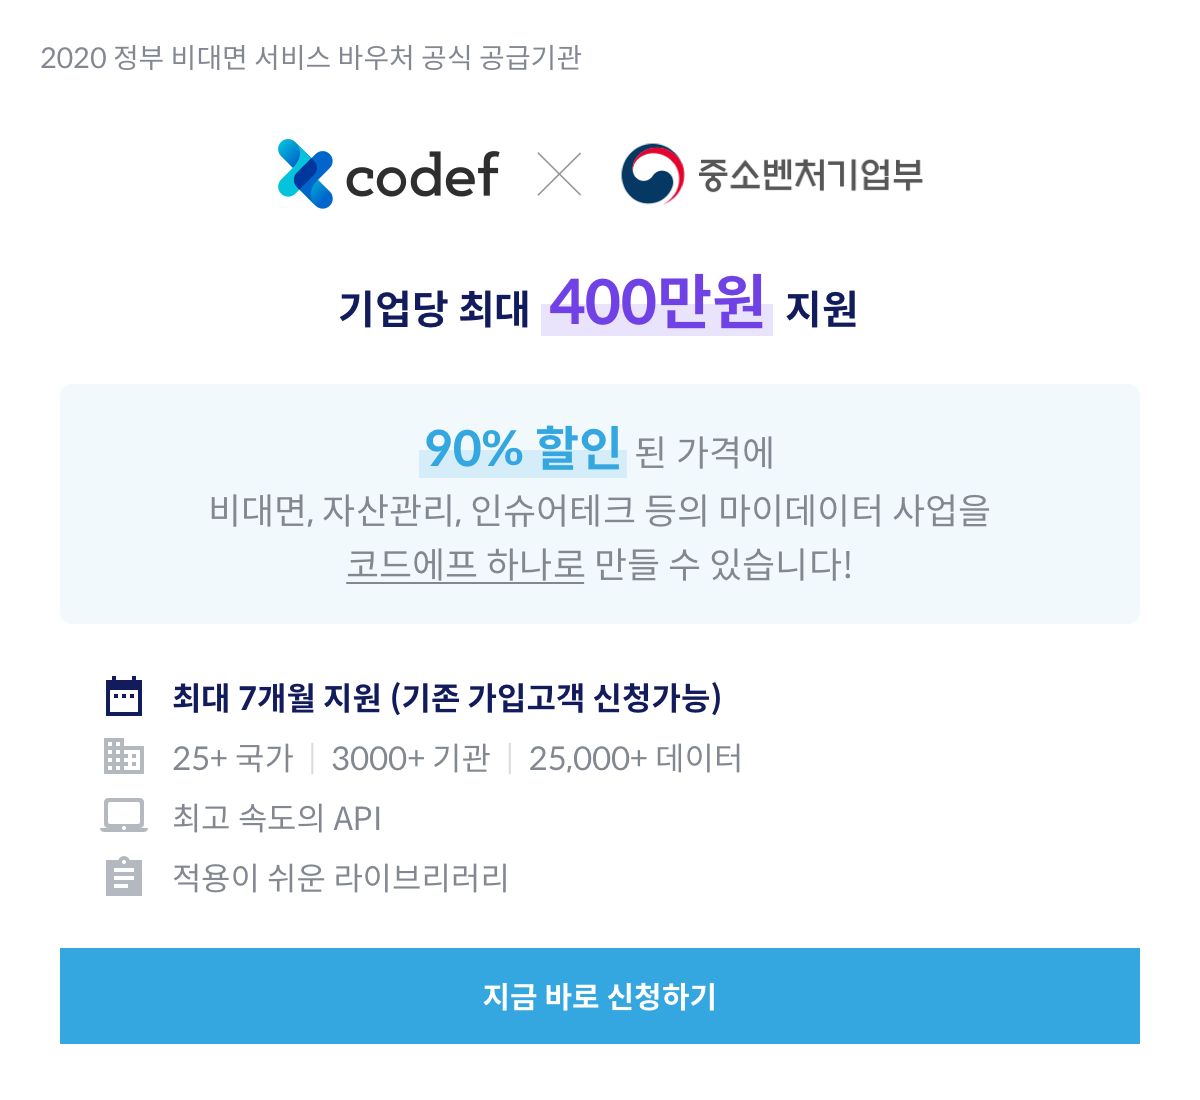 2020 정부 비대면 서비스 바우처 공식 공급기관
codef × 중소벤처기업부
기업당 최대 400만원 지원
90% 할인 된 가격에
비대면, 자산관리, 인슈어테크 등의 마이데이터 사업을
코드에프 하나로 만들 수 있습니다!
최대 7개월 지원 (기존 가입고객 신청가능)
25+ 국가 | 3000+ 기관 | 25,000+ 데이터
최고 속도의 API
적용이 쉬운 라이브리러리
지금 바로 신청하기